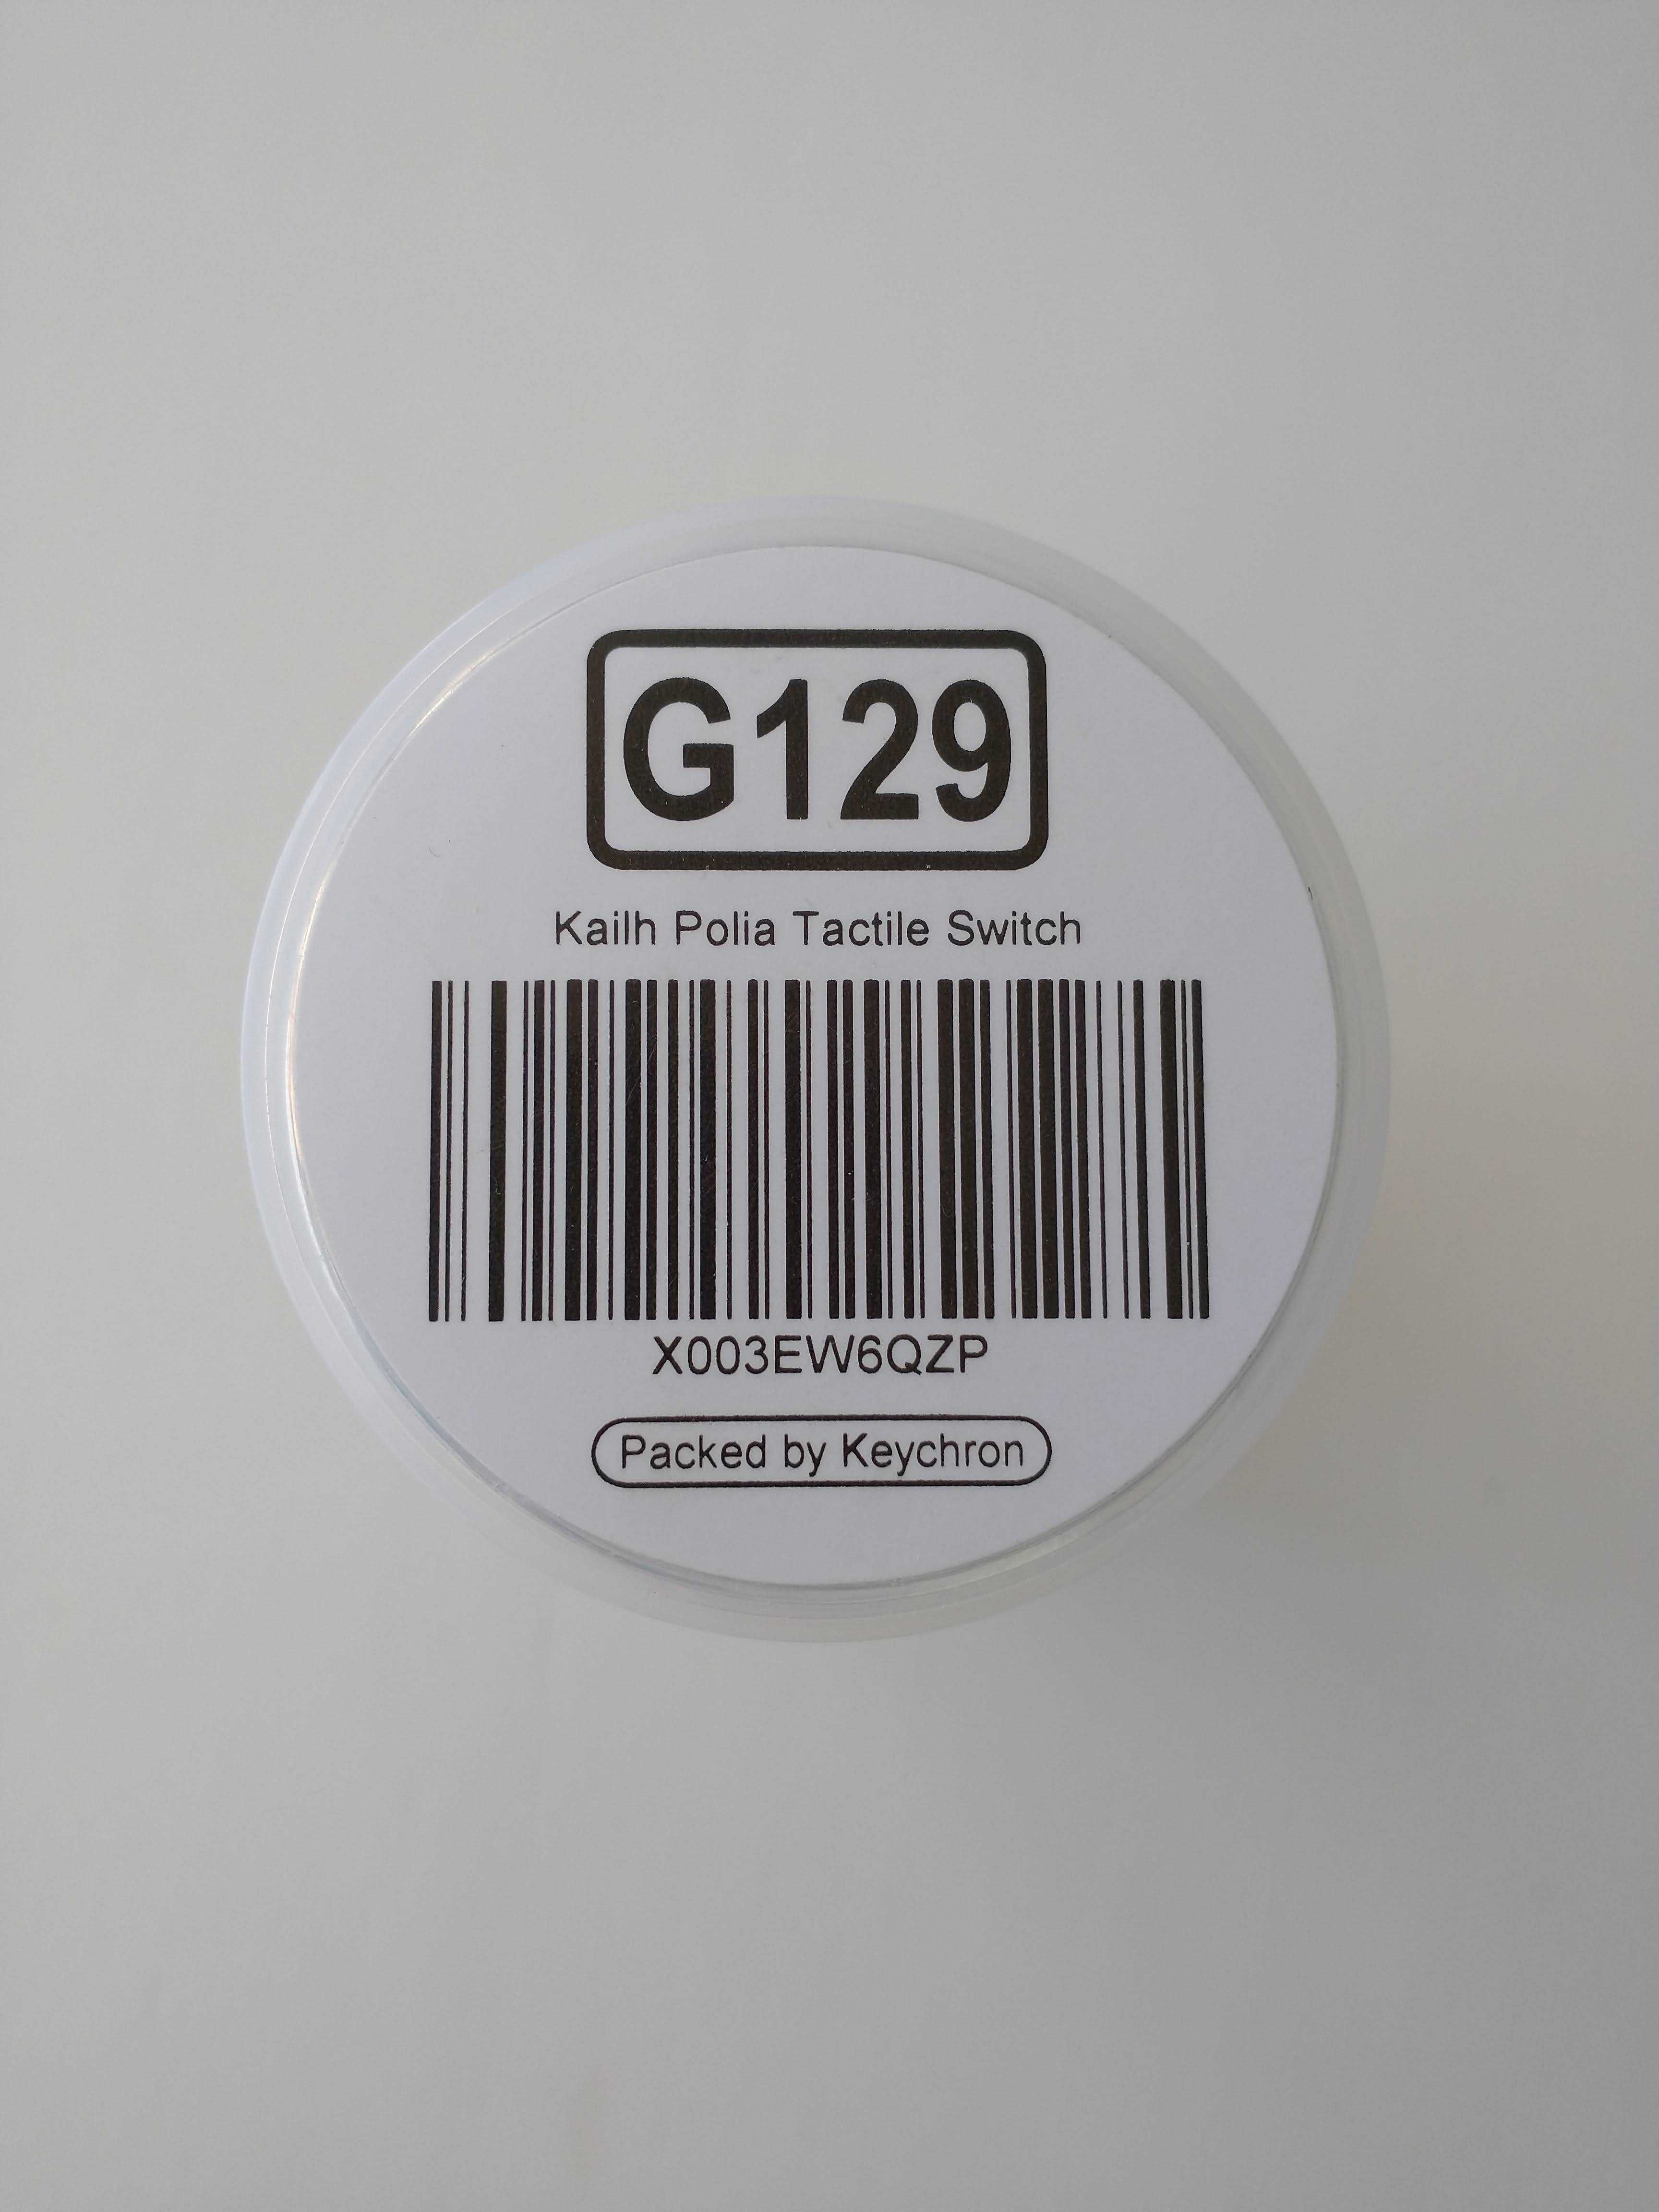 G129
Kailh Polia Tactile Switch
X003EW6QZP
Packed by Keychron